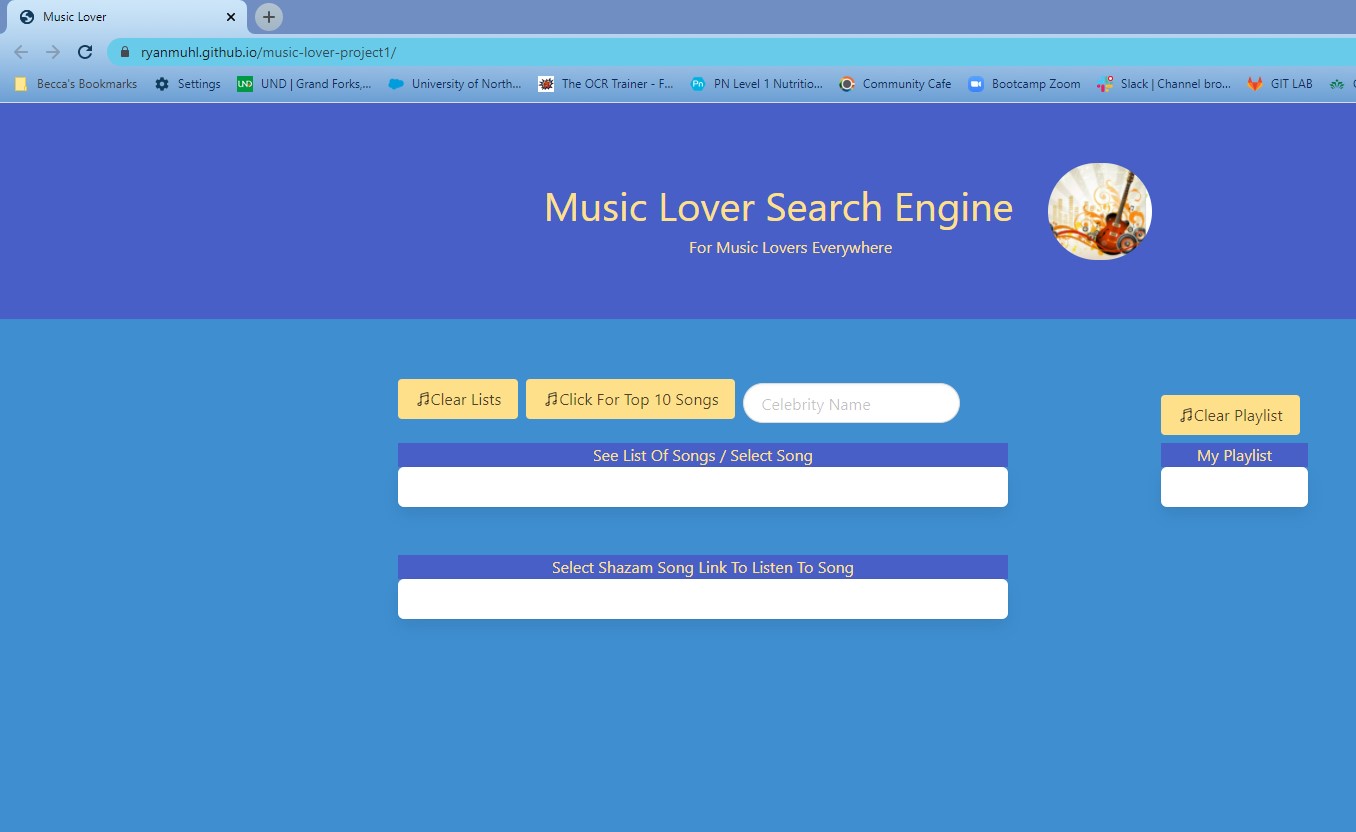 Music Lover
ryanmuhl.github.io/music-lover-project1/
Becca's Bookmarks Settings UND UND | Grand Forks,... University of North... The OCR Trainer - F... Pn PN Level 1 Nutritio... Community Cafe Bootcamp Zoom Slack | Channel bro... GIT LAB
Music Lover Search Engine
For Music Lovers Everywhere
♫Clear Lists ♫Click For Top 10 Songs Celebrity Name
♫Clear Playlist
See List Of Songs / Select Song My Playlist
Select Shazam Song Link To Listen To Song